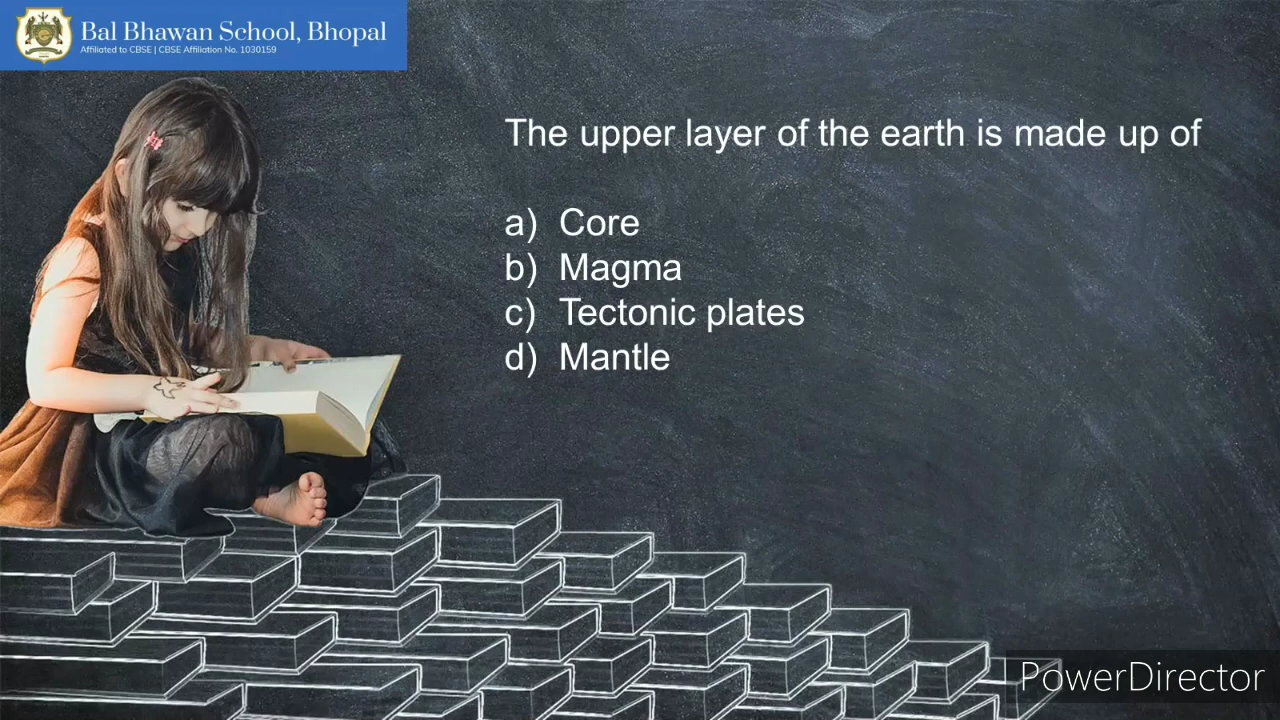 Bal Bhawan School, Bhopal
Affiliated to CBSE | CBSE Affiliation No. 1030159
The upper layer of the earth is made up of
a) Core
b) Magma
c) Tectonic plates
d) Mantle
PowerDirector